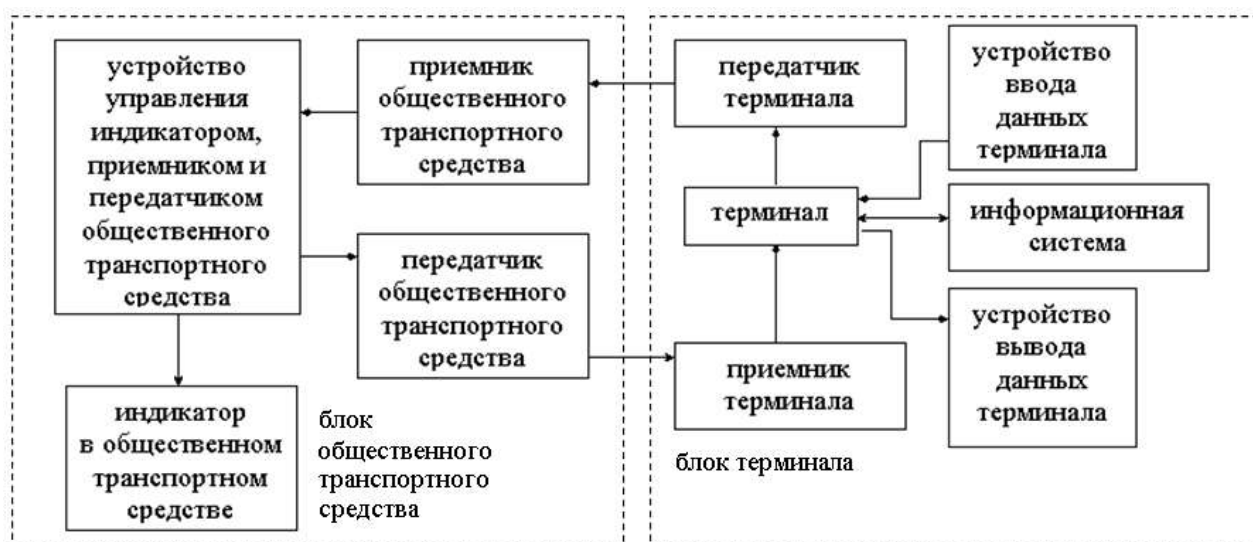 устройство
управления
индикатором,
приемником и
передатчиком
общественного
транспортного
средства
приемник
общественного
транспортного
средства
передатчик
общественного
транспортного
средства
индикатор
в общественном
транспортном
средстве
блок
общественного
транспортного
средства
передатчик
терминала
терминал
приемник
терминала
блок терминала
устройство
ввода
данных
терминала
информационная
система
устройство
вывода
данных
терминала